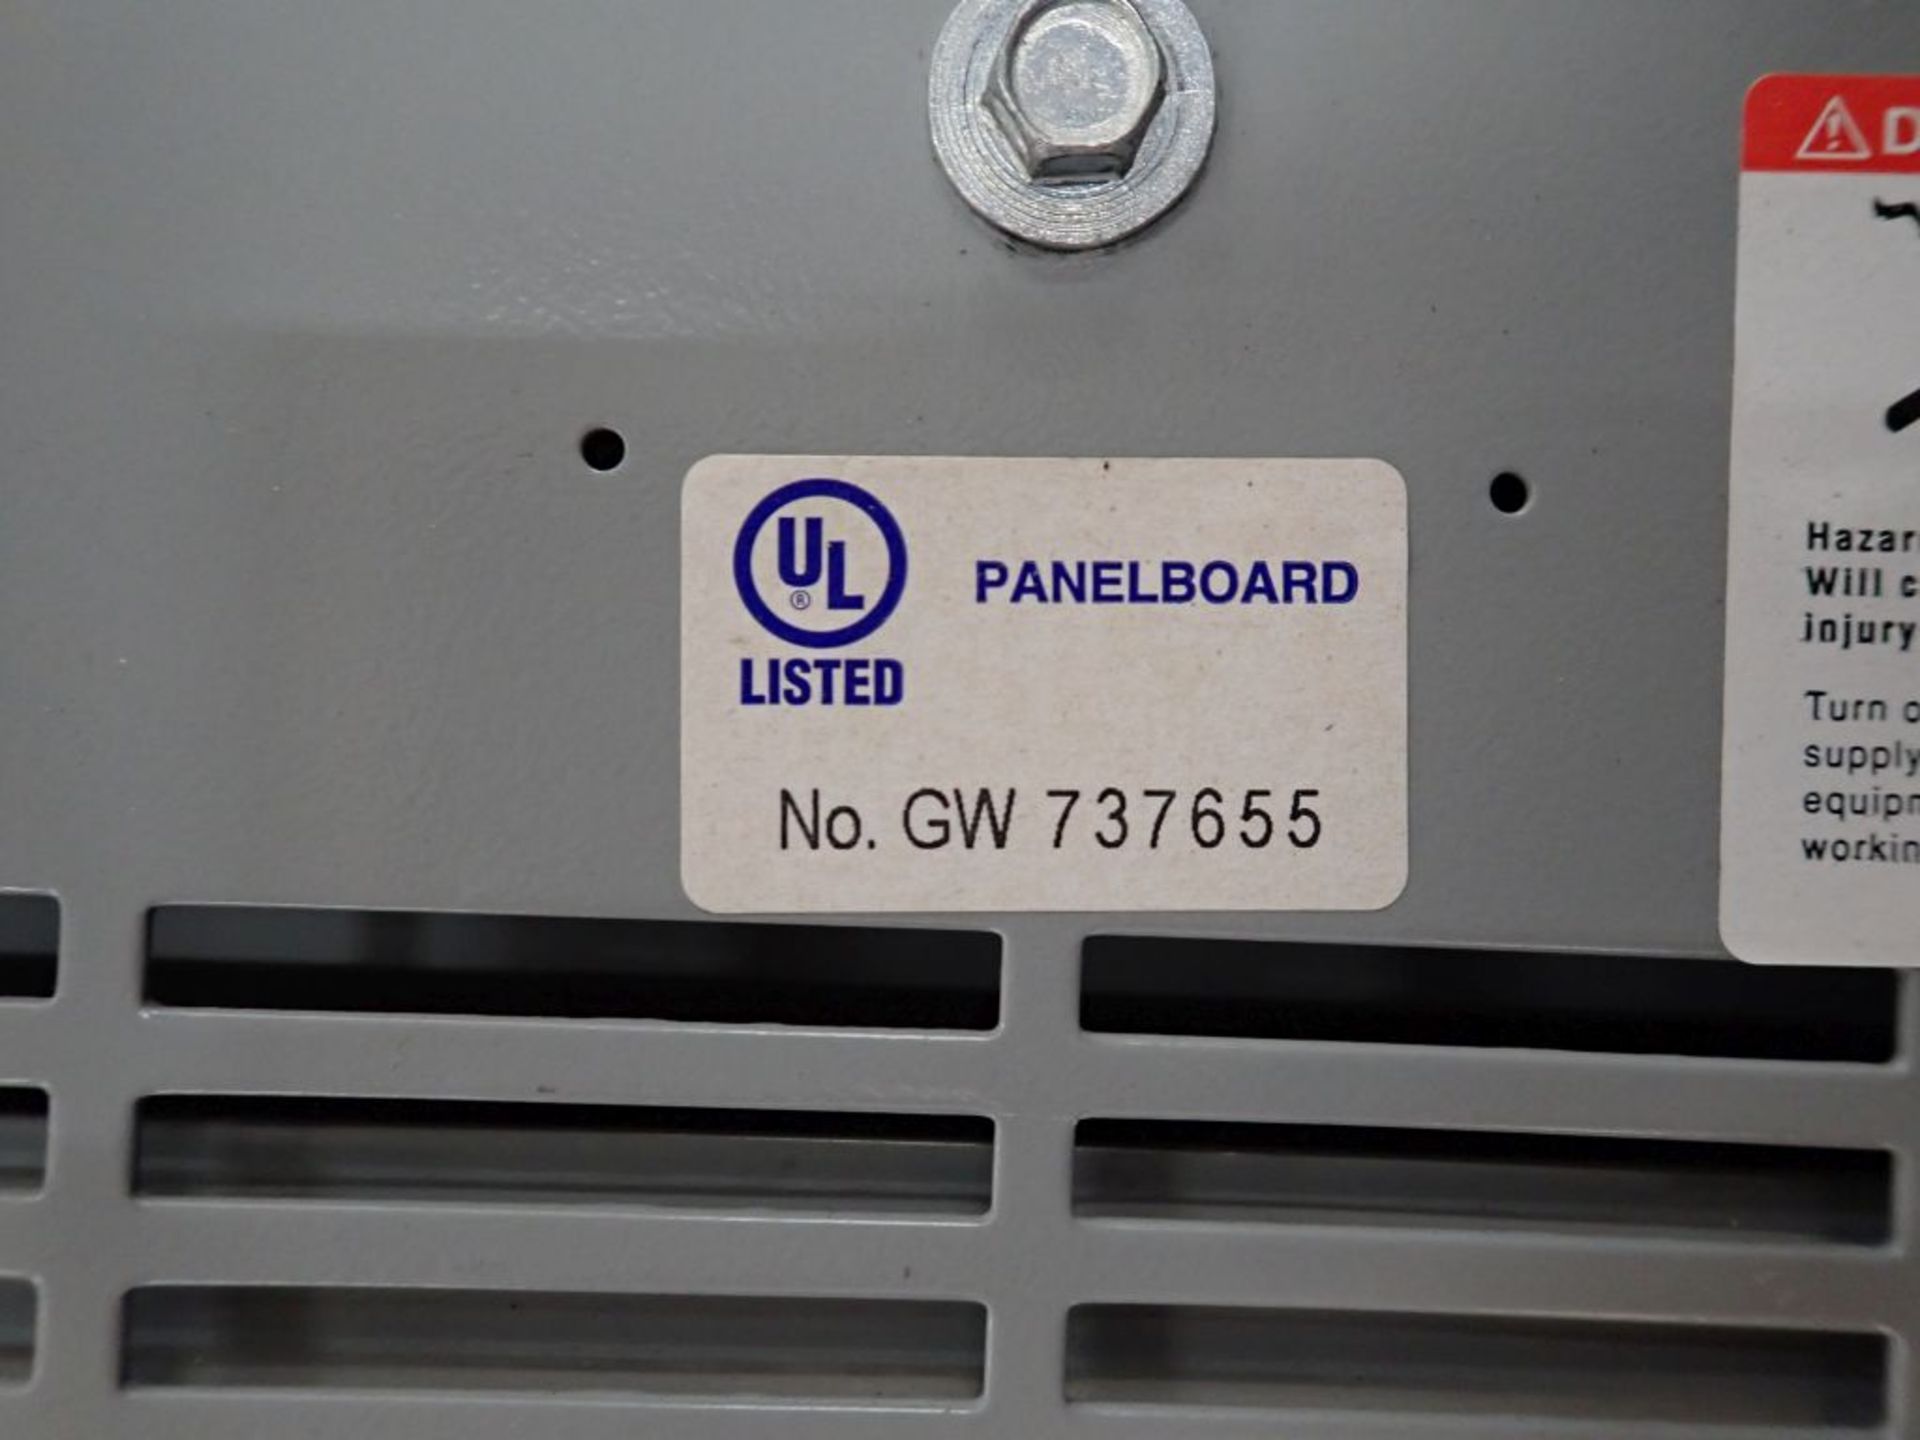 UL®
LISTED
PANELBOARD
No. GW 737655
Hazar
Will c
injury
Turn o
supply
equipm
workin